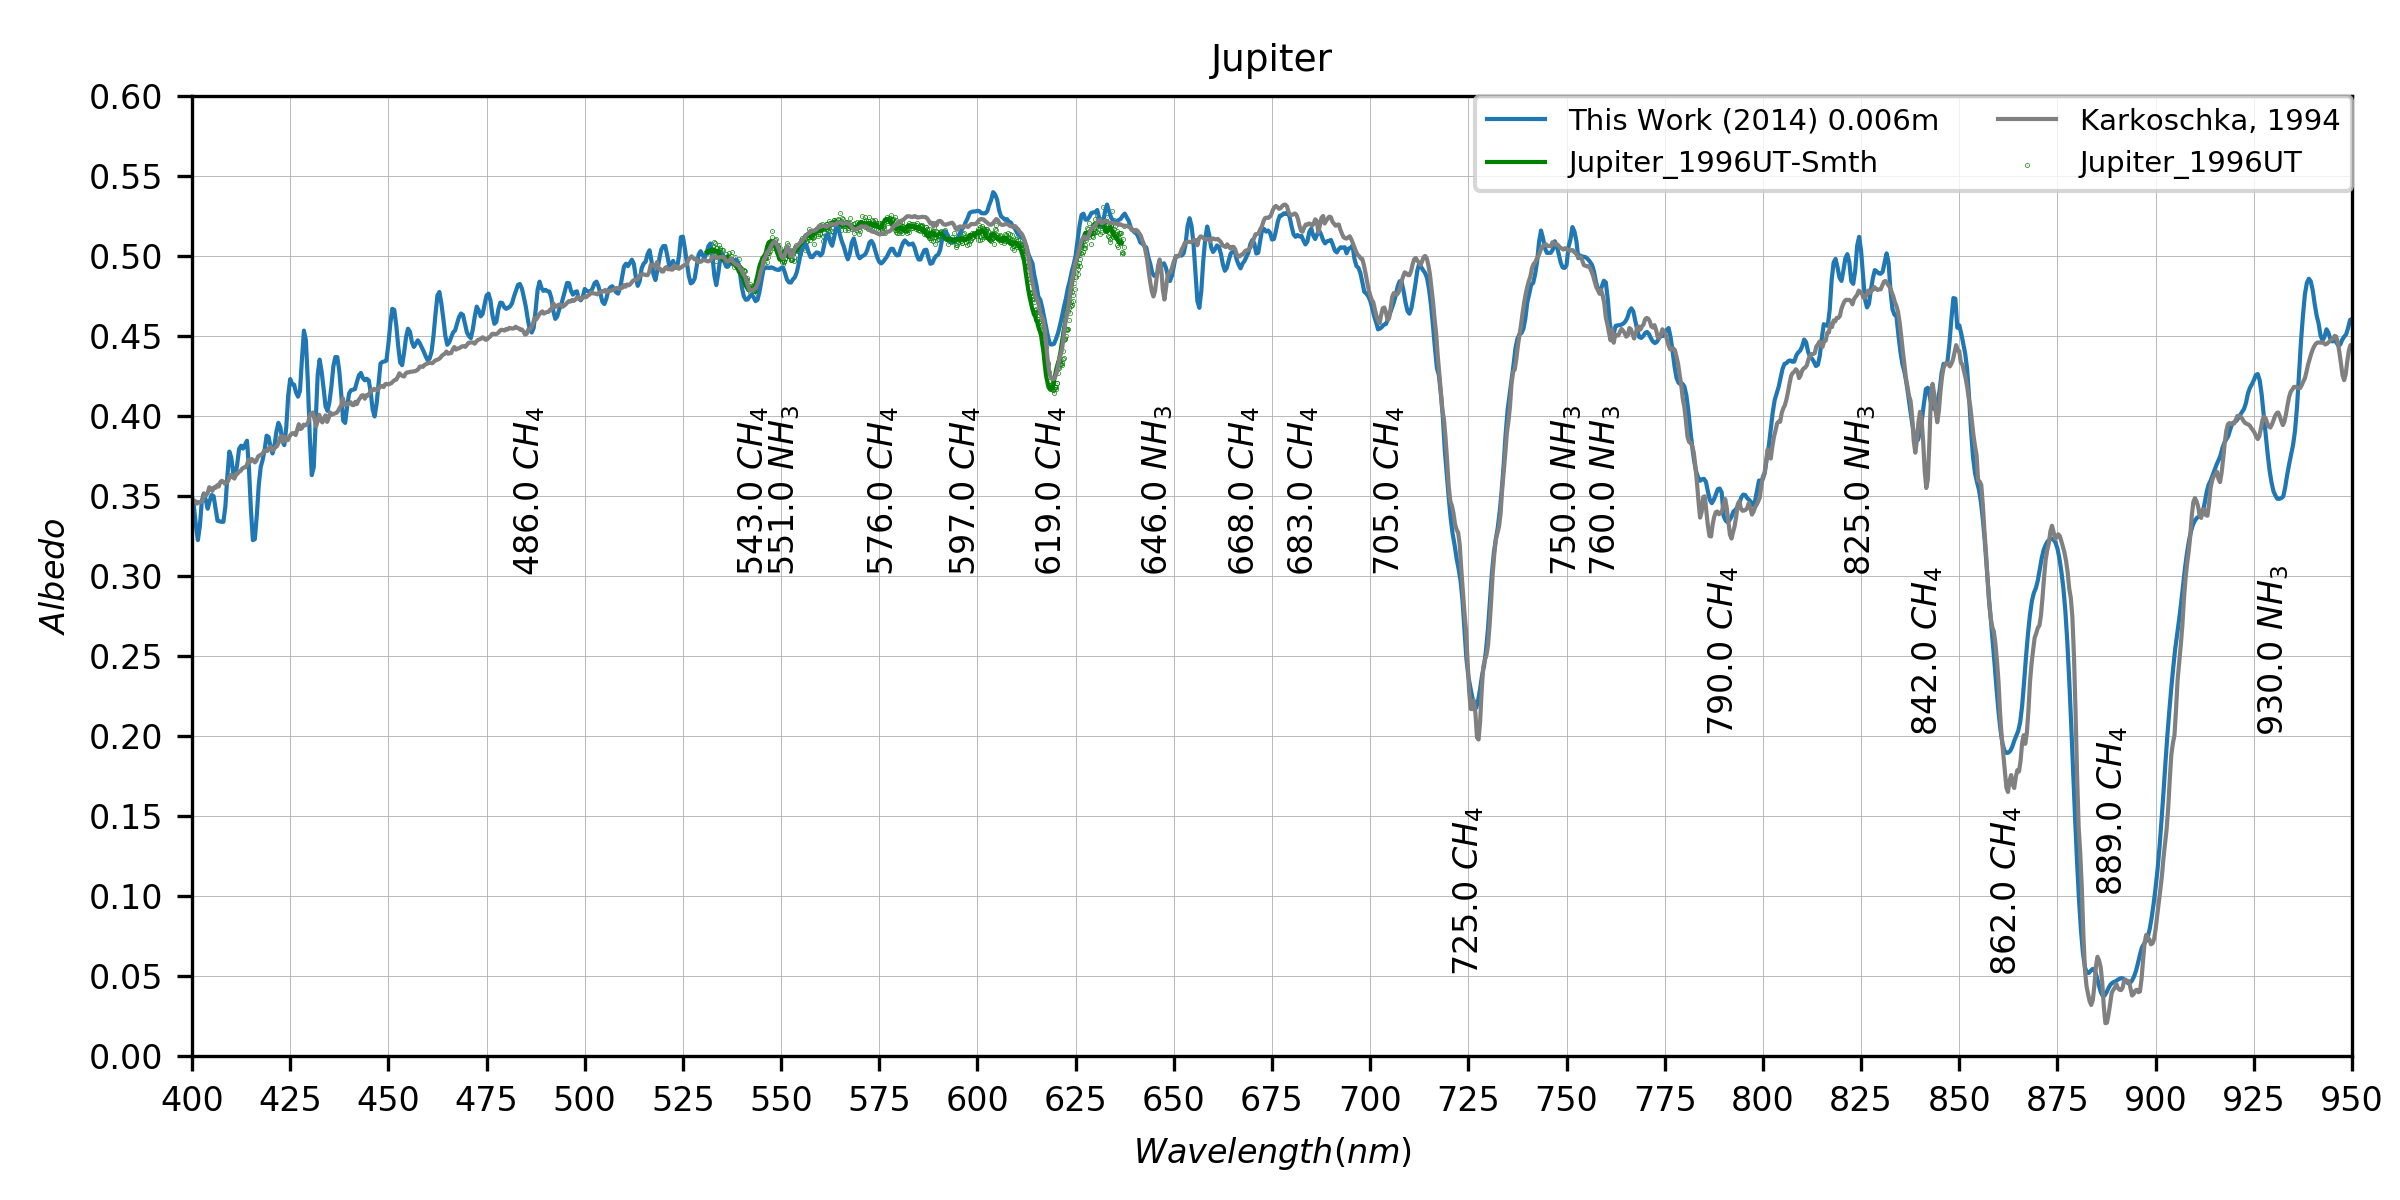 Jupiter
This Work (2014) 0.006m
Jupiter_1996UT-Smth
Karkoschka, 1994
Jupiter_1996UT
Albedo
0.60
0.55
0.50
0.45
0.40
0.35
0.30
0.25
0.20
0.15
0.10
0.05
0.00
486.0 CH₄
543.0 CH₄
551.0 NH₃
576.0 CH₄
597.0 CH₄
619.0 CH₄
646.0 NH₃
668.0 CH₄
683.0 CH₄
705.0 CH₄
725.0 CH₄
750.0 NH₃
760.0 NH₃
790.0 CH₄
825.0 NH₃
842.0 CH₄
862.0 CH₄
889.0 CH₄
930.0 NH₃
400 425 450 475 500 525 550 575 600 625 650 675 700 725 750 775 800 825 850 875 900 925 950
Wavelength(nm)